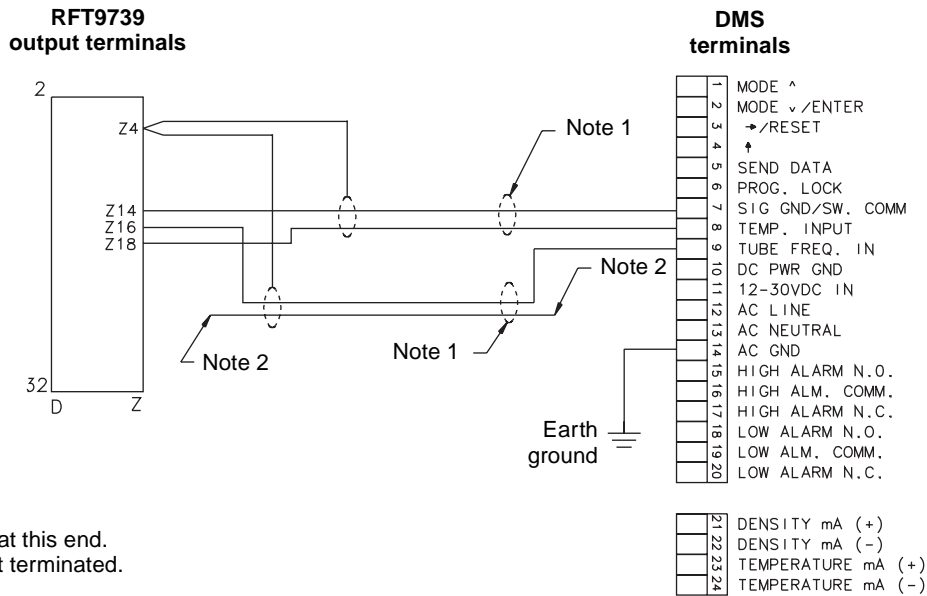 RFT9739
output terminals
DMS
terminals
2
Z4
Z14
Z16
Z18
32
D
Z
Note 1
Note 2
Note 2
Note 1
Earth
ground
1 MODE ^
2 MODE v/ENTER
3 →/RESET
4 ↑
5 SEND DATA
6 PROG. LOCK
7 SIG GND/SW. COMM
8 TEMP. INPUT
9 TUBE FREQ. IN
10 DC PWR GND
11 12-30VDC IN
12 AC LINE
13 AC NEUTRAL
14 AC GND
15 HIGH ALARM N.O.
16 HIGH ALM. COMM.
17 HIGH ALARM N.C.
18 LOW ALARM N.O.
19 LOW ALM. COMM.
20 LOW ALARM N.C.
21 DENSITY mA (+)
22 DENSITY mA (-)
23 TEMPERATURE mA (+)
24 TEMPERATURE mA (-)
at this end.
t terminated.